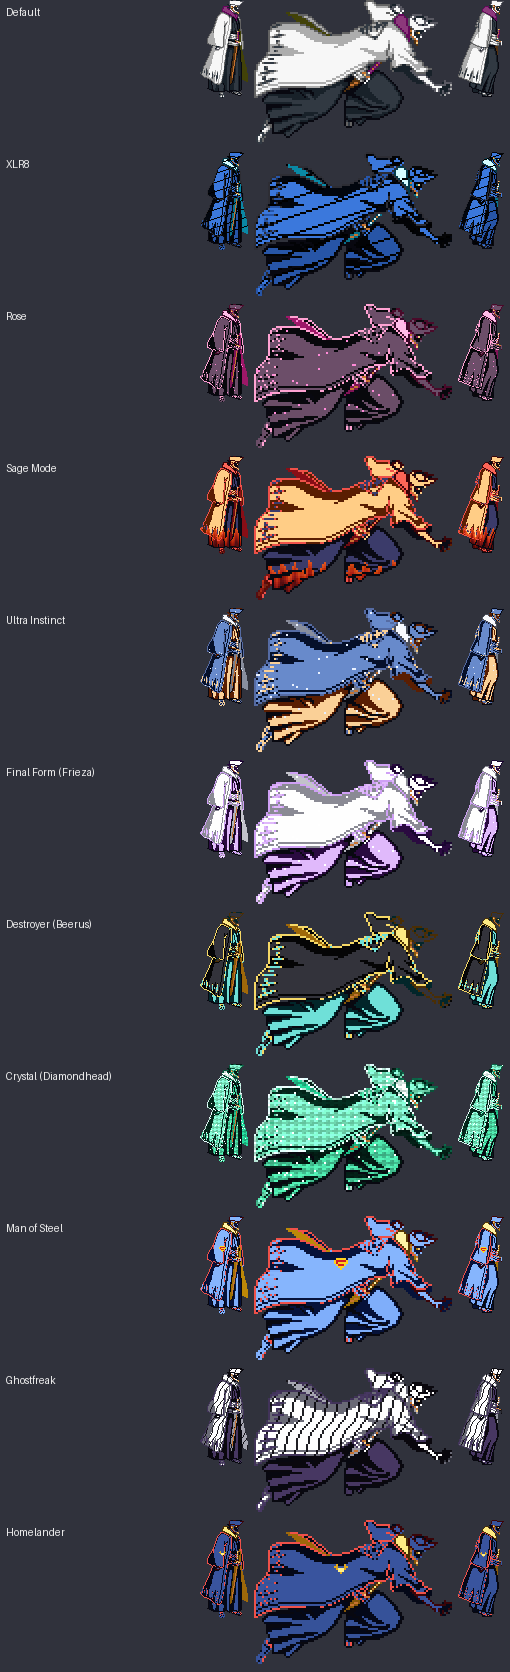 Default
XLR8
Rose
Sage Mode
Ultra Instinct
Final Form (Frieza)
Destroyer (Beerus)
Crystal (Diamondhead)
Man of Steel
Ghostfreak
Homelander